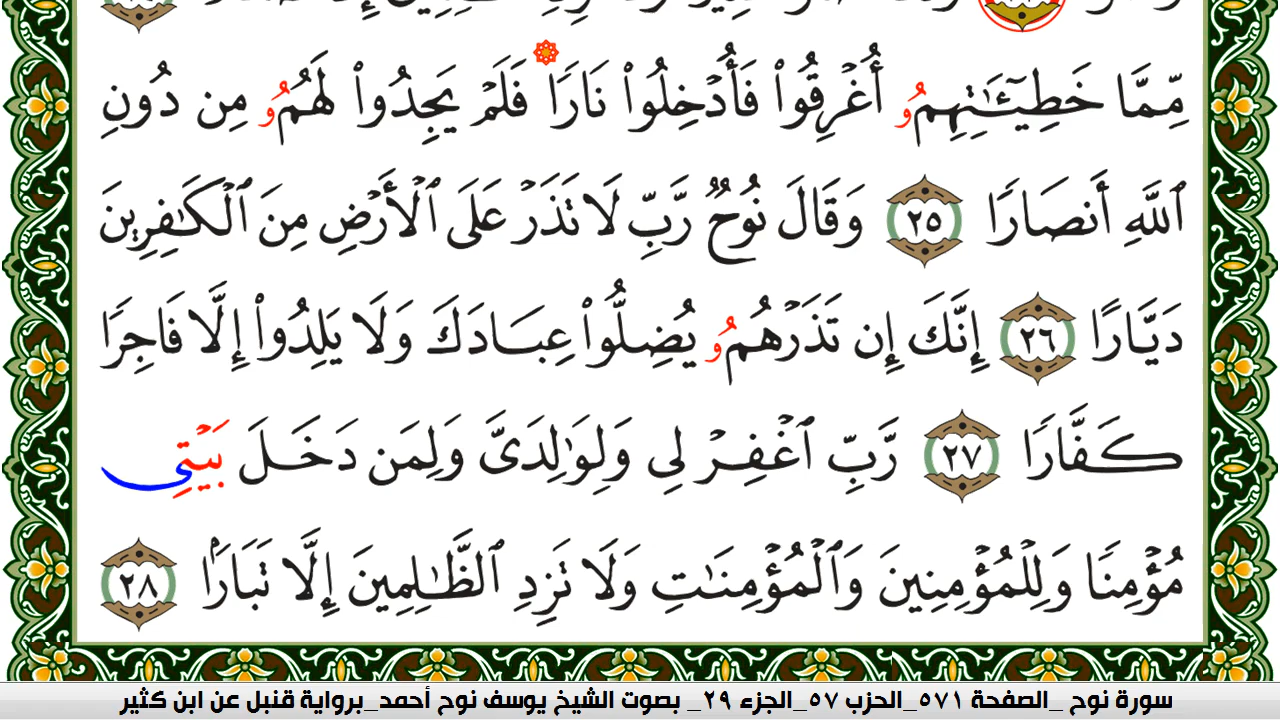 مِّمَّا خَطِيـَٰٔٓتِهِمُۥ أُغْرِقُوا۟ فَأُدْخِلُوا۟ نَارًا فَلَمْ يَجِدُوا۟ لَهُمُۥ مِن دُونِ
ٱللَّهِ أَنصَارًا ٢٥ وَقَالَ نُوحٌ رَّبِّ لَا تَذَرْ عَلَى ٱلْأَرْضِ مِنَ ٱلْكَٰفِرِينَ
دَيَّارًا ٢٦ إِنَّكَ إِن تَذَرْهُمُۥ يُضِلُّوا۟ عِبَادَكَ وَلَا يَلِدُوا۟ إِلَّا فَاجِرًا
كَفَّارًا ٢٧ رَّبِّ ٱغْفِرْ لِى وَلِوَٰلِدَىَّ وَلِمَن دَخَلَ بَيْتِى
مُؤْمِنًا وَلِلْمُؤْمِنِينَ وَٱلْمُؤْمِنَٰتِ وَلَا تَزِدِ ٱلظَّٰلِمِينَ إِلَّا تَبَارًۢا ٢٨
سورة نوح _الصفحة ٥٧١_الحزب ٥٧_الجزء ٢٩_ بصوت الشيخ يوسف نوح أحمد_برواية قنبل عن ابن كثير